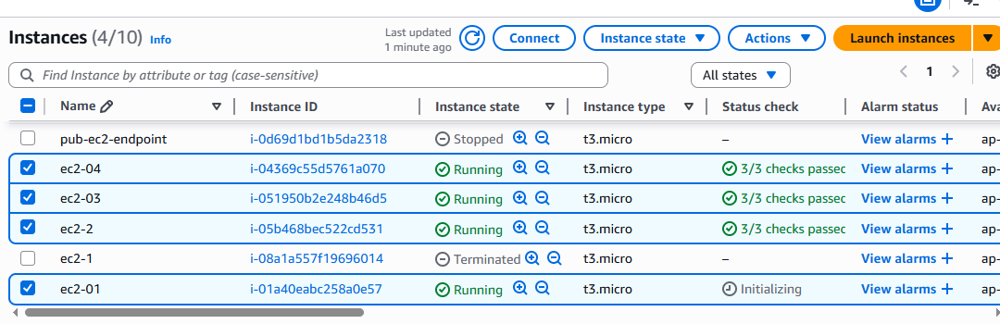 Instances (4/10) Info
Last updated
1 minute ago
Connect
Instance state
Actions
Launch instances
Find Instance by attribute or tag (case-sensitive)
All states
1
Name Instance ID Instance state Instance type Status check Alarm status Ava
pub-ec2-endpoint i-0d69d1bd1b5da2318 Stopped t3.micro – View alarms + ap-
ec2-04 i-04369c55d5761a070 Running t3.micro 3/3 checks passec View alarms + ap-
ec2-03 i-051950b2e248b46d5 Running t3.micro 3/3 checks passec View alarms + ap-
ec2-2 i-05b468bec522cd531 Running t3.micro 3/3 checks passec View alarms + ap-
ec2-1 i-08a1a557f19696014 Terminated t3.micro – View alarms + ap-
ec2-01 i-01a40eabc258a0e57 Running t3.micro Initializing View alarms + ap-